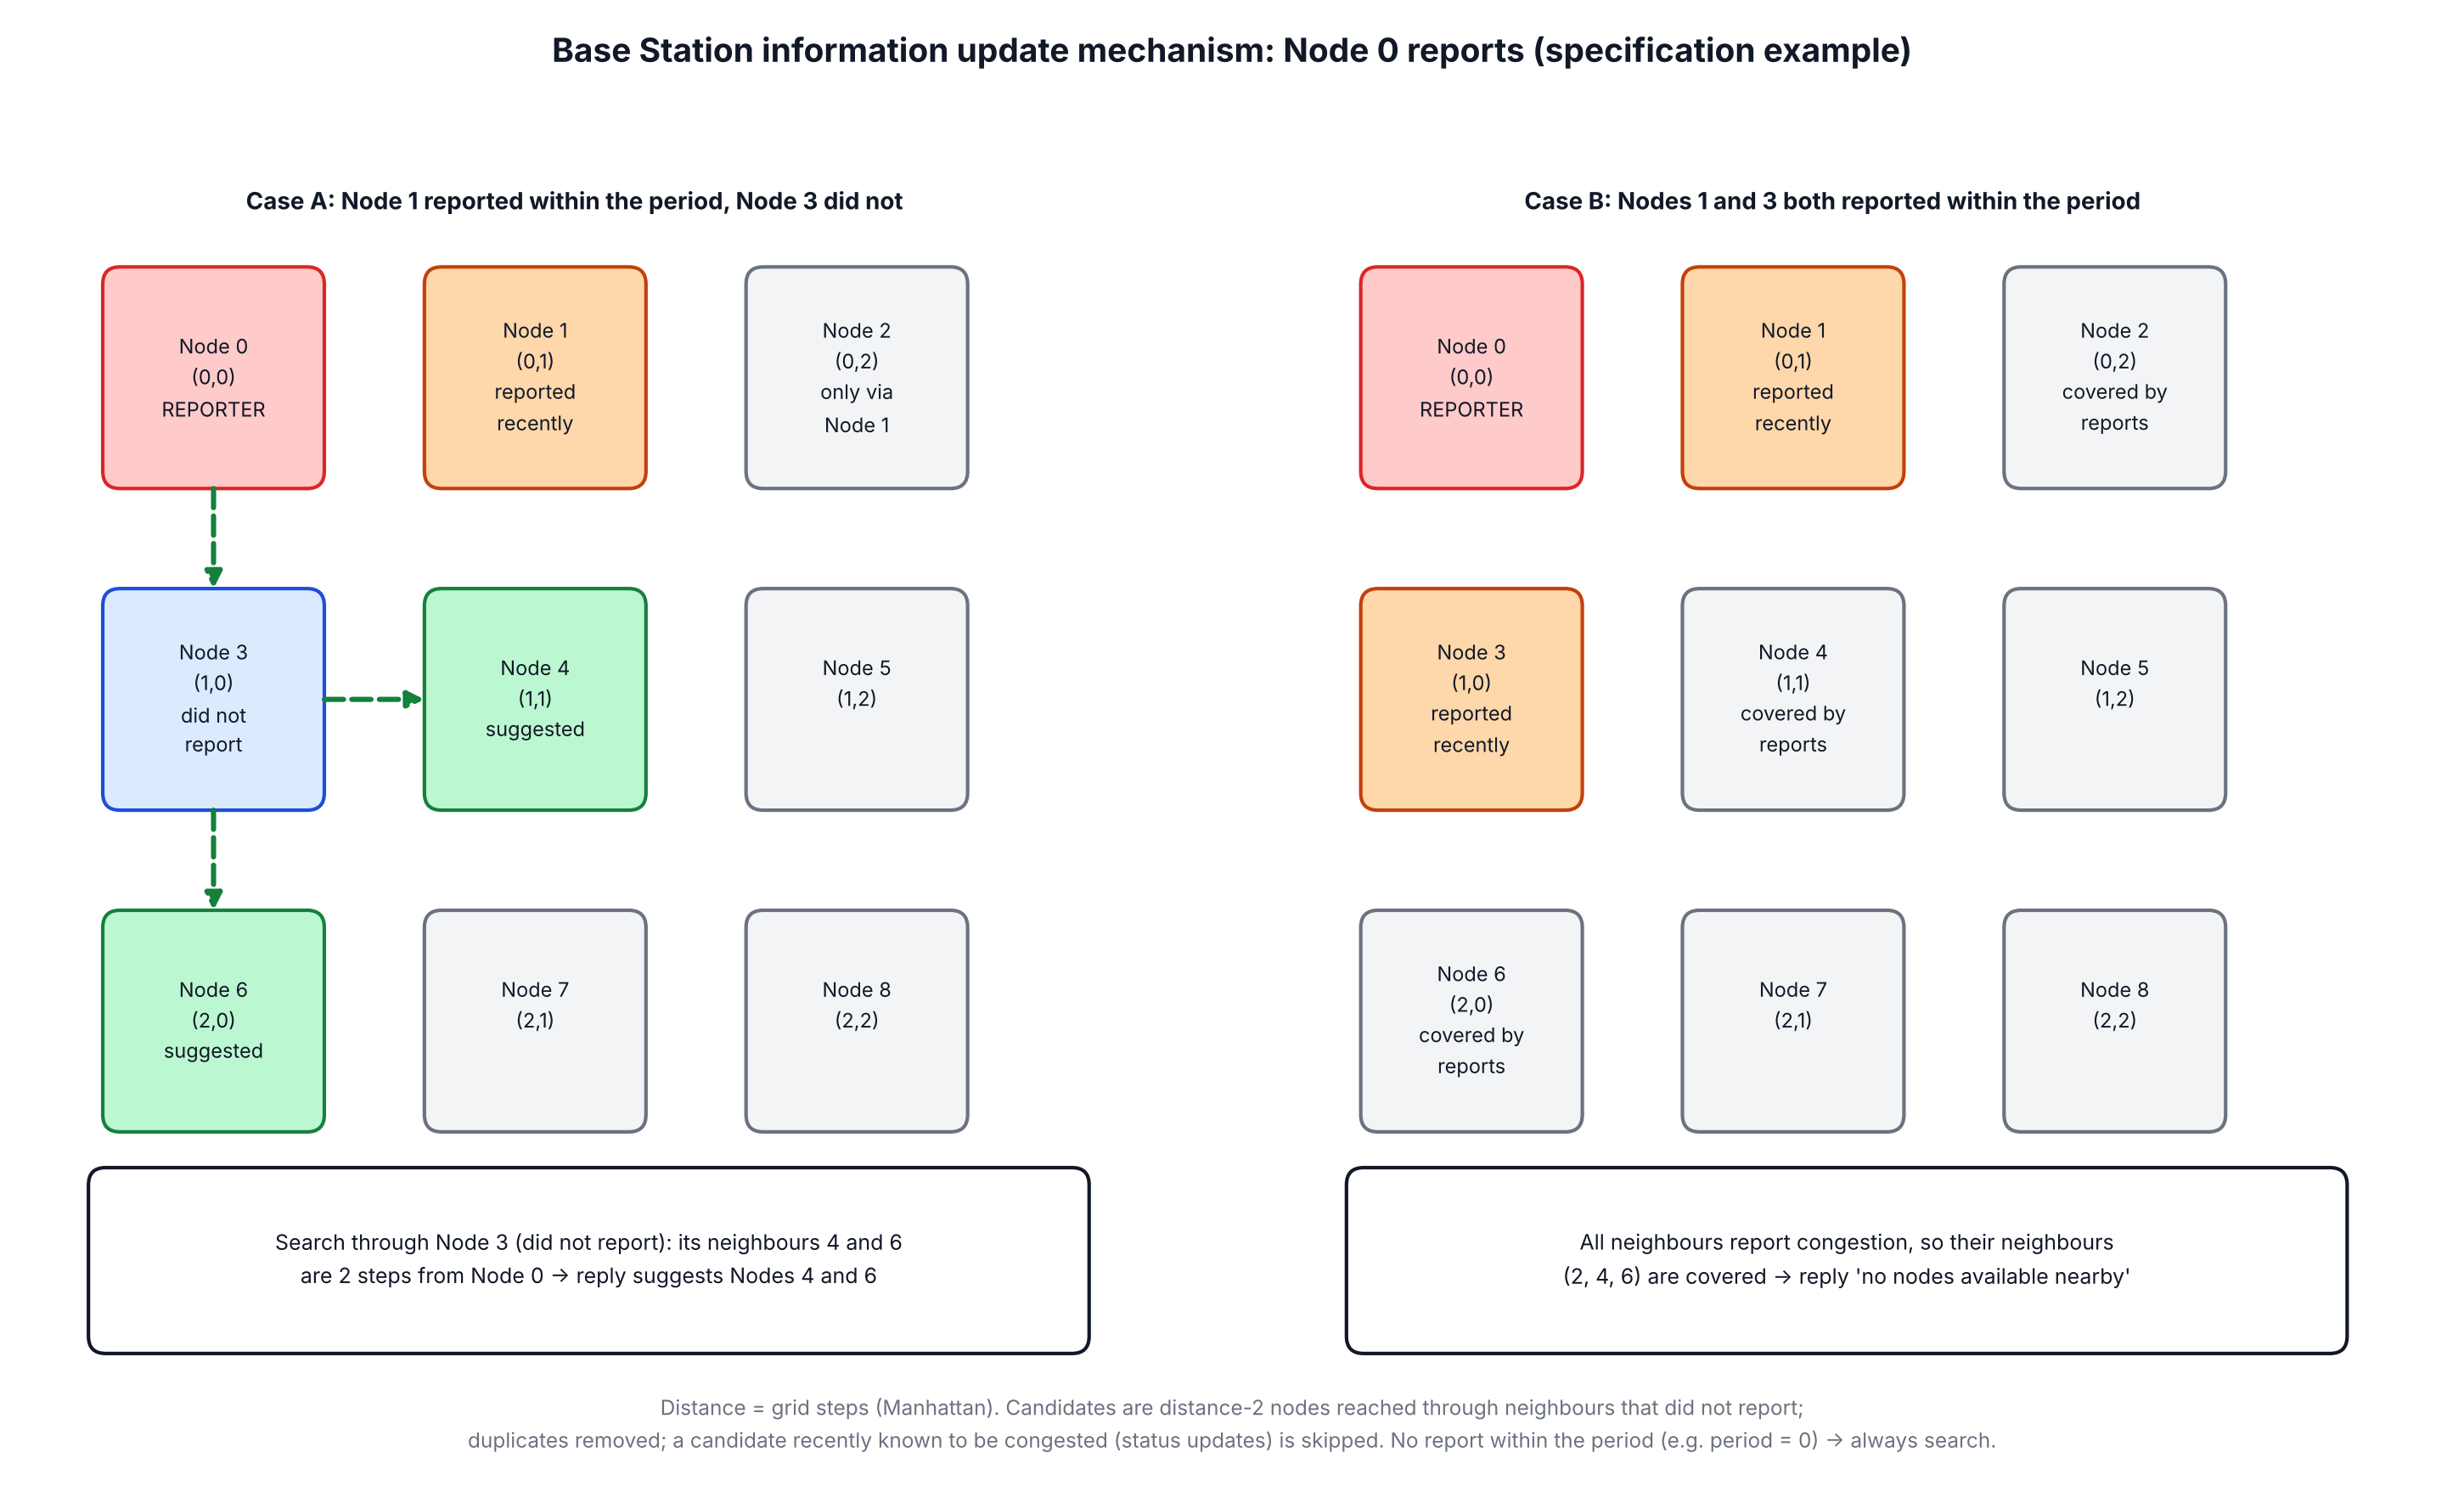 Base Station information update mechanism: Node 0 reports (specification example)
Case A: Node 1 reported within the period, Node 3 did not
Node 0
(0,0)
REPORTER
Node 1
(0,1)
reported
recently
Node 2
(0,2)
only via
Node 1
Node 3
(1,0)
did not
report
Node 4
(1,1)
suggested
Node 5
(1,2)
Node 6
(2,0)
suggested
Node 7
(2,1)
Node 8
(2,2)
Search through Node 3 (did not report): its neighbours 4 and 6
are 2 steps from Node 0 → reply suggests Nodes 4 and 6
Case B: Nodes 1 and 3 both reported within the period
Node 0
(0,0)
REPORTER
Node 1
(0,1)
reported
recently
Node 2
(0,2)
covered by
reports
Node 3
(1,0)
reported
recently
Node 4
(1,1)
covered by
reports
Node 5
(1,2)
Node 6
(2,0)
covered by
reports
Node 7
(2,1)
Node 8
(2,2)
All neighbours report congestion, so their neighbours
(2, 4, 6) are covered → reply 'no nodes available nearby'
Distance = grid steps (Manhattan). Candidates are distance-2 nodes reached through neighbours that did not report;
duplicates removed; a candidate recently known to be congested (status updates) is skipped. No report within the period (e.g. period = 0) → always search.